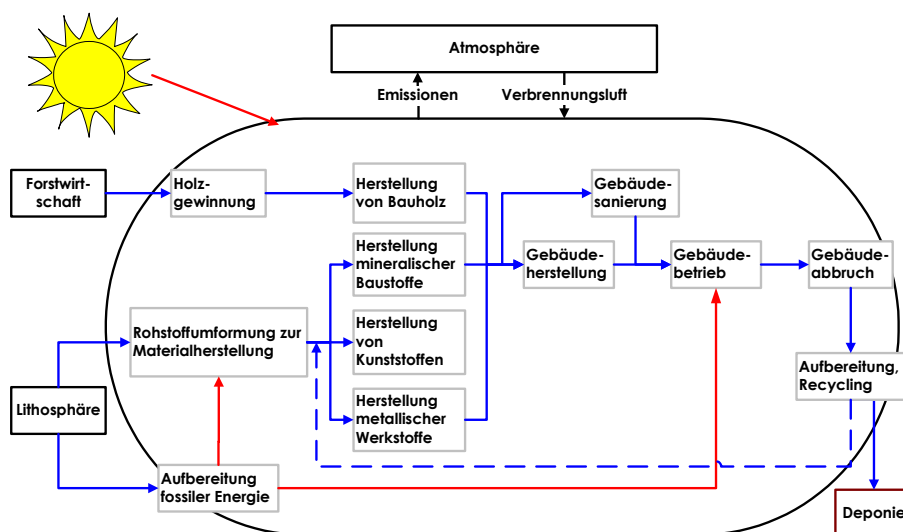 Atmosphäre
Emissionen
Verbrennungsluft
Forstwirt-
schaft
Holz-
gewinnung
Herstellung
von Bauholz
Gebäude-
sanierung
Herstellung
mineralischer
Baustoffe
Gebäude-
herstellung
Gebäude-
betrieb
Gebäude-
abbruch
Rohstoffumformung zur
Materialherstellung
Herstellung
von
Kunststoffen
Aufbereitung,
Recycling
Lithosphäre
Herstellung
metallischer
Werkstoffe
Aufbereitung
fossiler Energie
Deponie